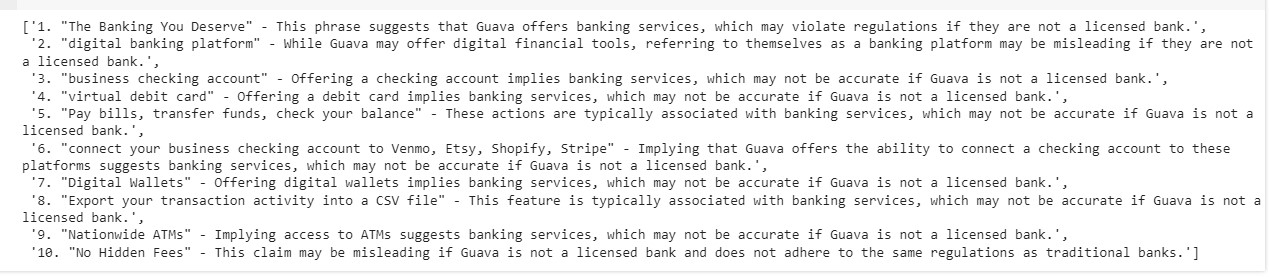 ['1. "The Banking You Deserve" - This phrase suggests that Guava offers banking services, which may violate regulations if they are not a licensed bank.',
'2. "digital banking platform" - While Guava may offer digital financial tools, referring to themselves as a banking platform may be misleading if they are not
a licensed bank.',
'3. "business checking account" - Offering a checking account implies banking services, which may not be accurate if Guava is not a licensed bank.',
'4. "virtual debit card" - Offering a debit card implies banking services, which may not be accurate if Guava is not a licensed bank.',
'5. "Pay bills, transfer funds, check your balance" - These actions are typically associated with banking services, which may not be accurate if Guava is not a
licensed bank.',
'6. "connect your business checking account to Venmo, Etsy, Shopify, Stripe" - Implying that Guava offers the ability to connect a checking account to these
platforms suggests banking services, which may not be accurate if Guava is not a licensed bank.',
'7. "Digital Wallets" - Offering digital wallets implies banking services, which may not be accurate if Guava is not a licensed bank.',
'8. "Export your transaction activity into a CSV file" - This feature is typically associated with banking services, which may not be accurate if Guava is not a
licensed bank.',
'9. "Nationwide ATMs" - Implying access to ATMs suggests banking services, which may not be accurate if Guava is not a licensed bank.',
'10. "No Hidden Fees" - This claim may be misleading if Guava is not a licensed bank and does not adhere to the same regulations as traditional banks.']